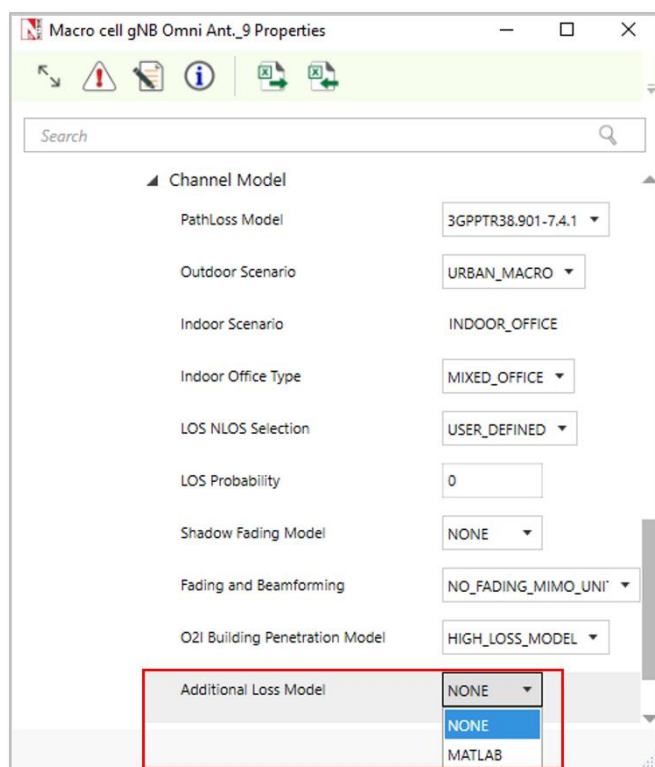 Macro cell gNB Omni Ant._9 Properties
Search
Channel Model
PathLoss Model 3GPPTR38.901-7.4.1
Outdoor Scenario URBAN_MACRO
Indoor Scenario INDOOR_OFFICE
Indoor Office Type MIXED_OFFICE
LOS NLOS Selection USER_DEFINED
LOS Probability 0
Shadow Fading Model NONE
Fading and Beamforming NO_FADING_MIMO_UNI
O2I Building Penetration Model HIGH_LOSS_MODEL
Additional Loss Model NONE
NONE
MATLAB